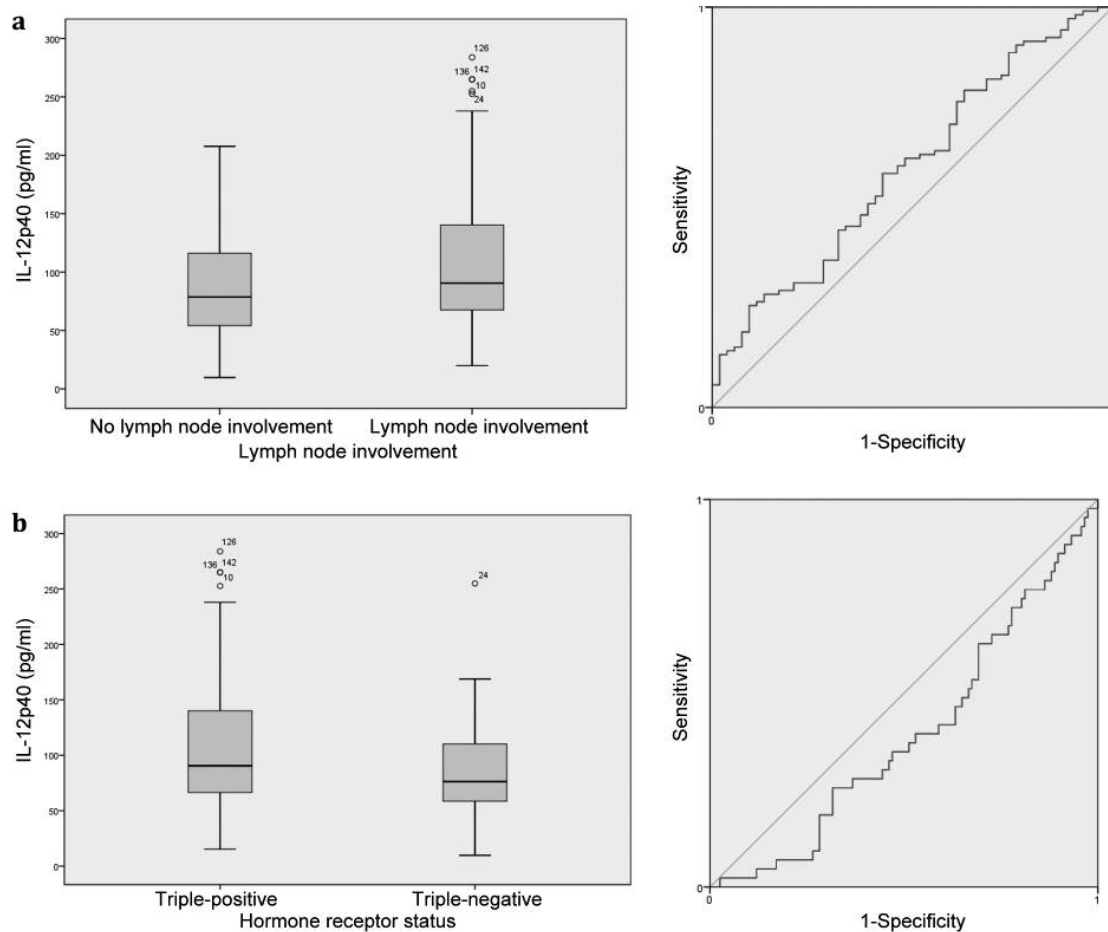 a
IL-12p40 (pg/ml)
300
250
200
150
100
50
0
126
136 142
10
24
No lymph node involvement Lymph node involvement
Lymph node involvement
Sensitivity
1
0
0
1-Specificity
b
IL-12p40 (pg/ml)
300
250
200
150
100
50
0
126
136 142
10
24
Triple-positive Triple-negative
Hormone receptor status
Sensitivity
1
0
0 1
1-Specificity